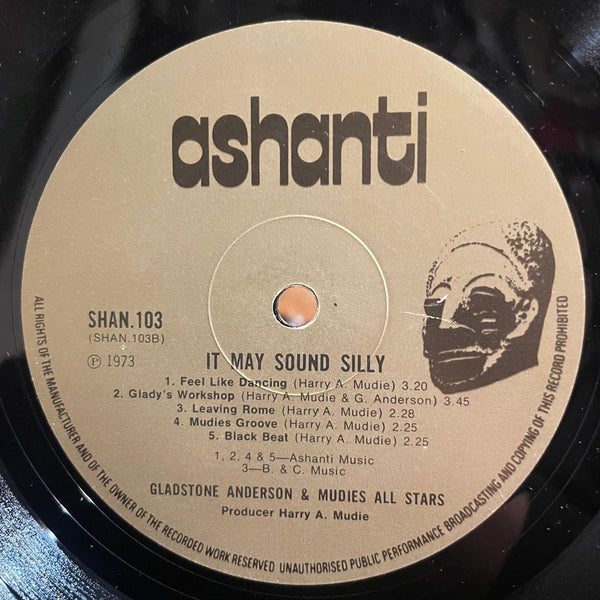 ashanti
SHAN.103
(SHAN.103B)
Ⓟ 1973
IT MAY SOUND SILLY
1. Feel Like Dancing (Harry A. Mudie) 3.20
2. Glady's Workshop (Harry A. Mudie & G. Anderson) 3.45
3. Leaving Rome (Harry A. Mudie) 2.28
4. Mudies Groove (Harry A. Mudie) 2.25
5. Black Beat (Harry A. Mudie) 2.25
1, 2, 4 & 5—Ashanti Music
3—B. & C. Music
GLADSTONE ANDERSON & MUDIES ALL STARS
Producer Harry A. Mudie
ALL RIGHTS OF THE MANUFACTURER AND OF THE OWNER OF THE RECORDED WORK RESERVED UNAUTHORISED PUBLIC PERFORMANCE BROADCASTING AND COPYING OF THIS RECORD PROHIBITED